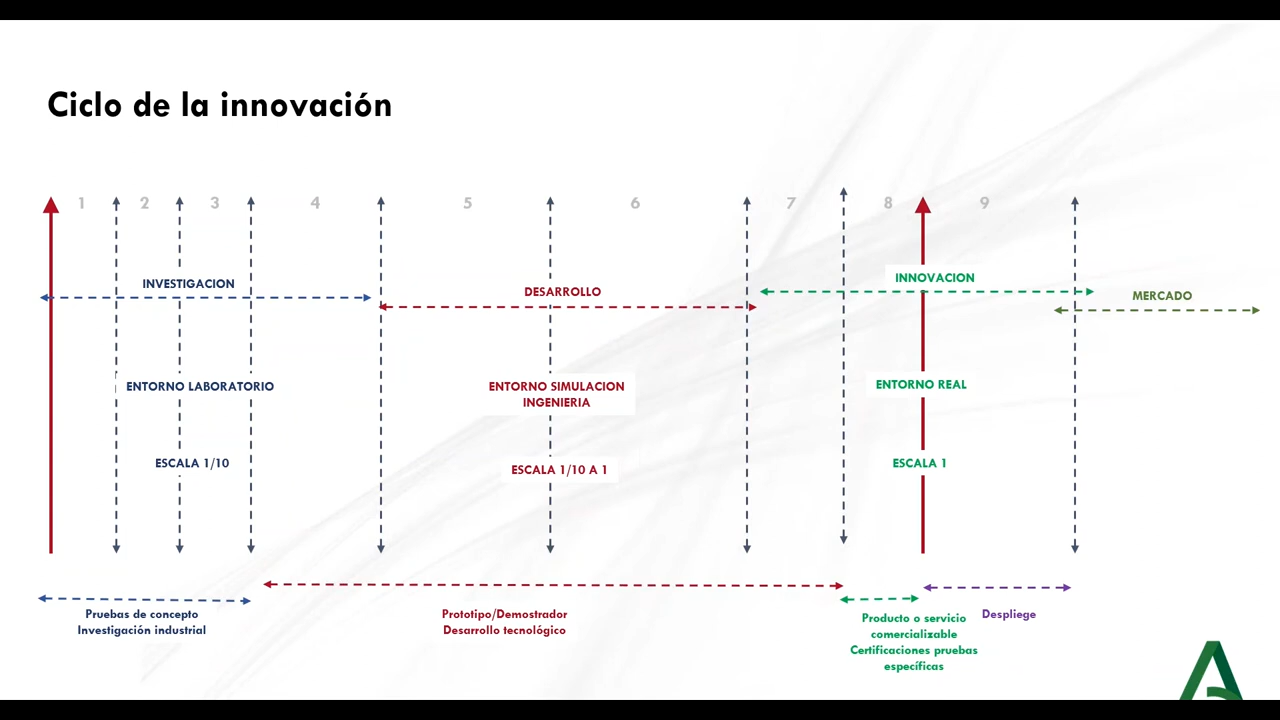 Ciclo de la innovación
1 2 3 4 5 6 7 8 9
INVESTIGACION
DESARROLLO
INNOVACION
MERCADO
ENTORNO LABORATORIO
ENTORNO SIMULACION
INGENIERIA
ENTORNO REAL
ESCALA 1/10
ESCALA 1/10 A 1
ESCALA 1
Pruebas de concepto
Investigación industrial
Prototipo/Demostrador
Desarrollo tecnológico
Producto o servicio
comercializable
Certificaciones pruebas
específicas
Despliege